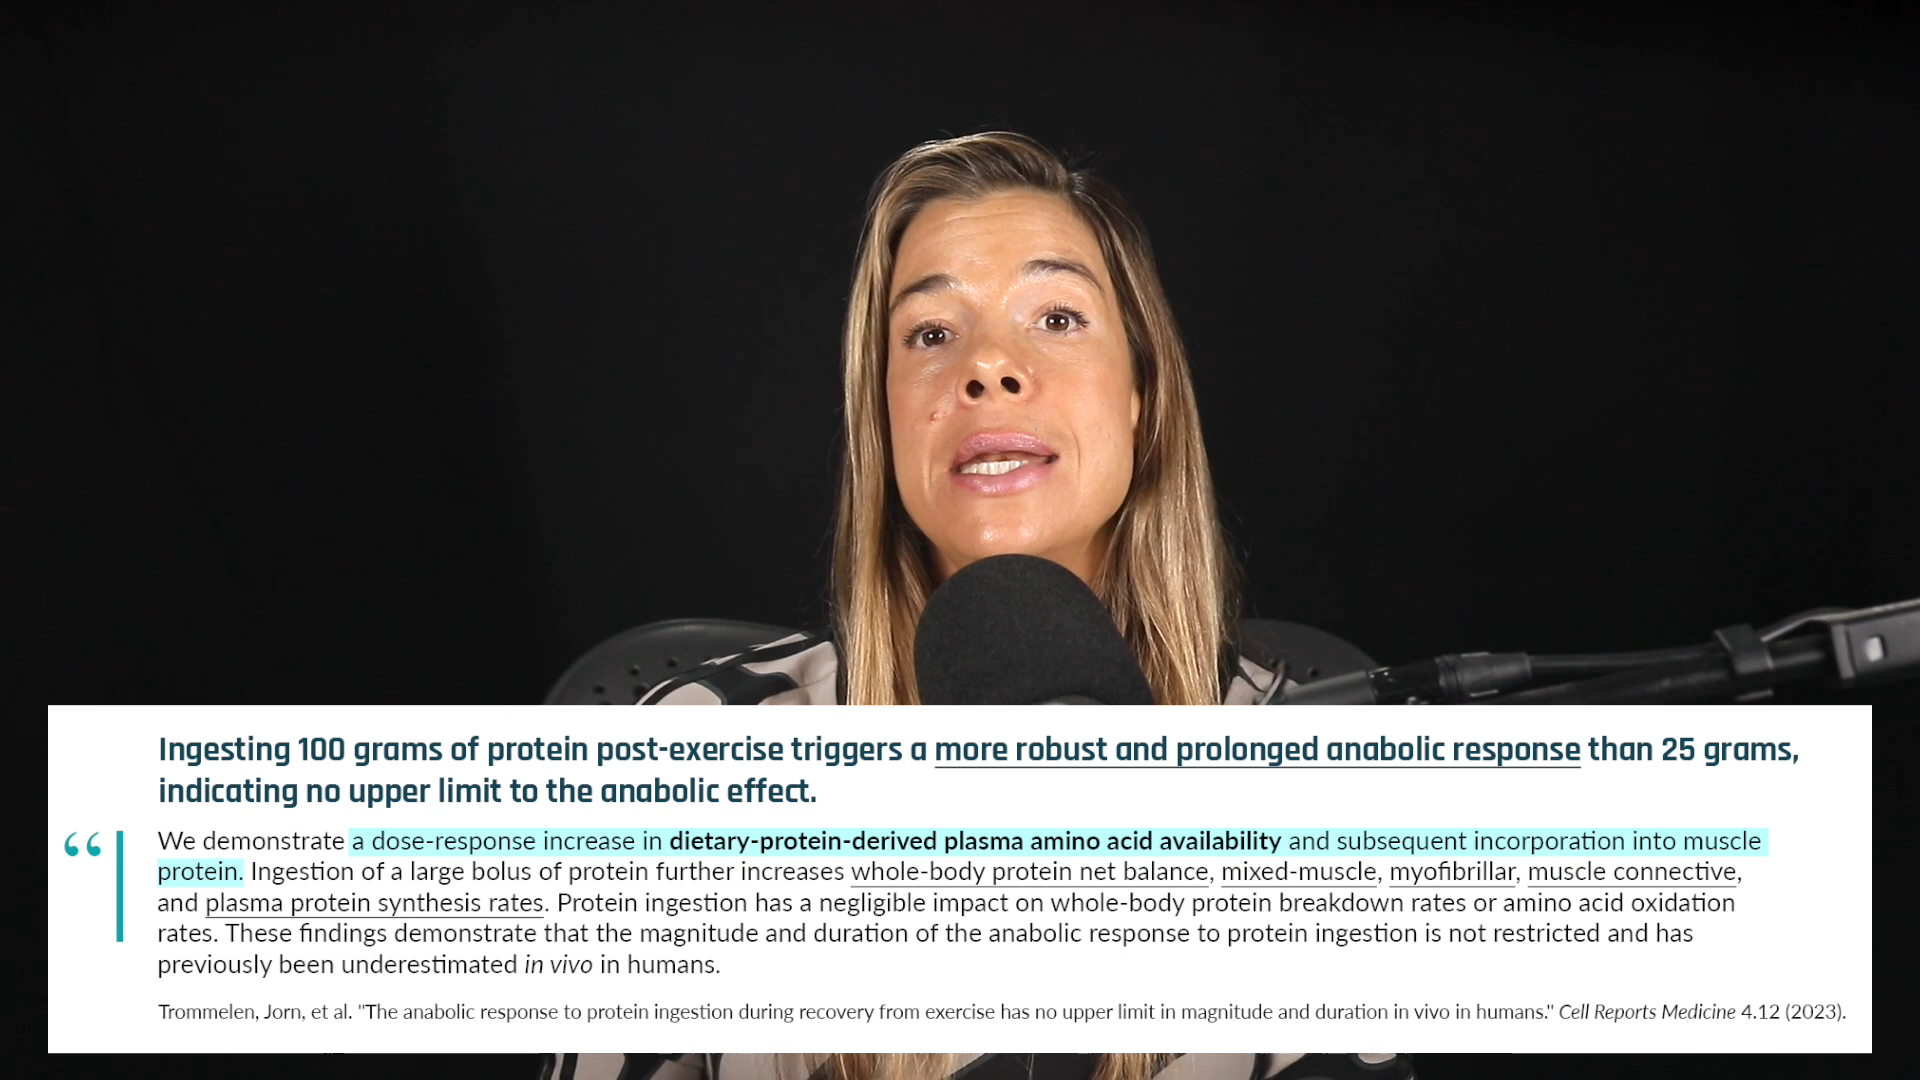 Ingesting 100 grams of protein post-exercise triggers a more robust and prolonged anabolic response than 25 grams,
indicating no upper limit to the anabolic effect.
“ We demonstrate a dose-response increase in dietary-protein-derived plasma amino acid availability and subsequent incorporation into muscle
protein. Ingestion of a large bolus of protein further increases whole-body protein net balance, mixed-muscle, myofibrillar, muscle connective,
and plasma protein synthesis rates. Protein ingestion has a negligible impact on whole-body protein breakdown rates or amino acid oxidation
rates. These findings demonstrate that the magnitude and duration of the anabolic response to protein ingestion is not restricted and has
previously been underestimated in vivo in humans.
Trommelen, Jorn, et al. "The anabolic response to protein ingestion during recovery from exercise has no upper limit in magnitude and duration in vivo in humans." Cell Reports Medicine 4.12 (2023).